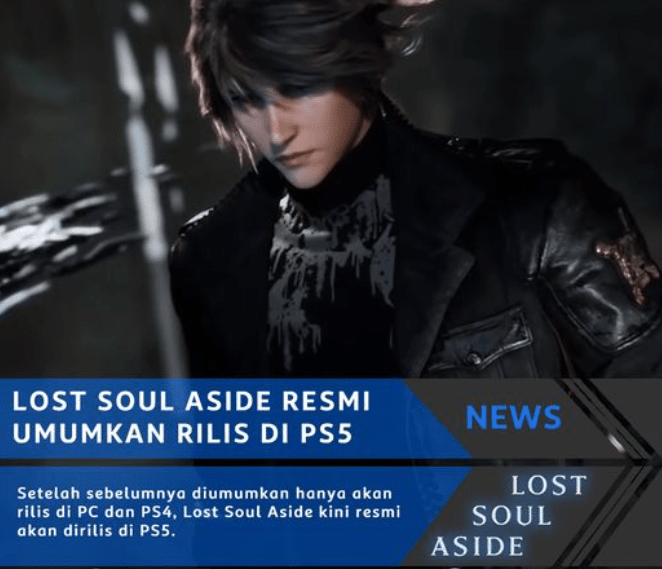 LOST SOUL ASIDE RESMI
UMUMKAN RILIS DI PS5
NEWS
Setelah sebelumnya diumumkan hanya akan
rilis di PC dan PS4, Lost Soul Aside kini resmi
akan dirilis di PS5.
LOST
SOUL
ASIDE